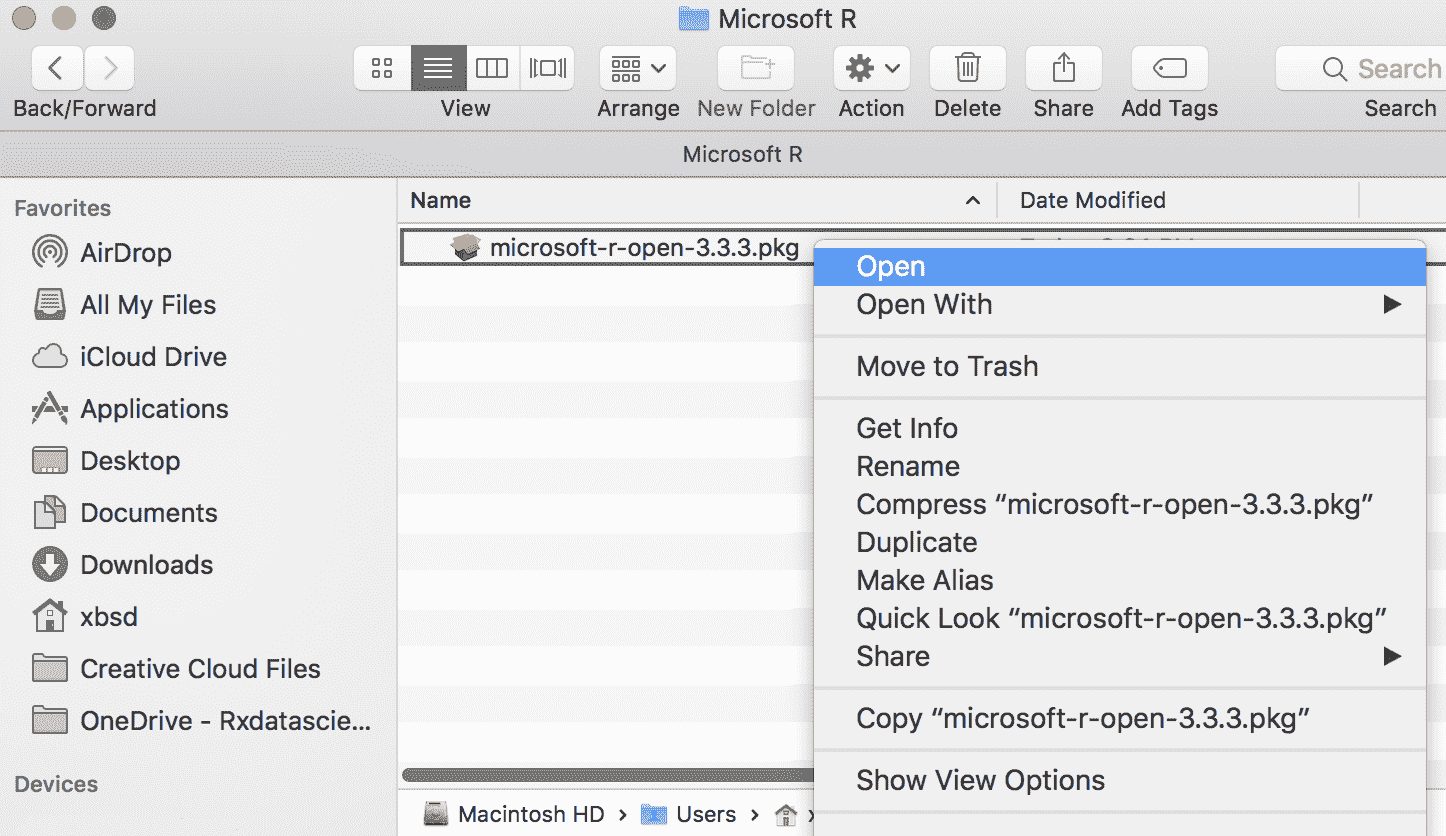 Microsoft R
Back/Forward
View
Arrange
New Folder
Action
Delete
Share
Add Tags
Search
Search
Microsoft R
Favorites
AirDrop
All My Files
iCloud Drive
Applications
Desktop
Documents
Downloads
xbsd
Creative Cloud Files
OneDrive - Rxdatascie...
Devices
Name
Date Modified
microsoft-r-open-3.3.3.pkg
Open
Open With
Move to Trash
Get Info
Rename
Compress “microsoft-r-open-3.3.3.pkg”
Duplicate
Make Alias
Quick Look “microsoft-r-open-3.3.3.pkg”
Share
Copy “microsoft-r-open-3.3.3.pkg”
Show View Options
Macintosh HD › Users ›